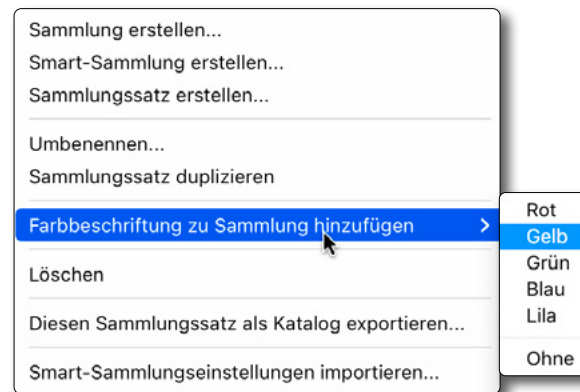 Sammlung erstellen...
Smart-Sammlung erstellen...
Sammlungssatz erstellen...
Umbenennen...
Sammlungssatz duplizieren
Farbbeschriftung zu Sammlung hinzufügen
Löschen
Diesen Sammlungssatz als Katalog exportieren...
Smart-Sammlungseinstellungen importieren...
Rot
Gelb
Grün
Blau
Lila
Ohne